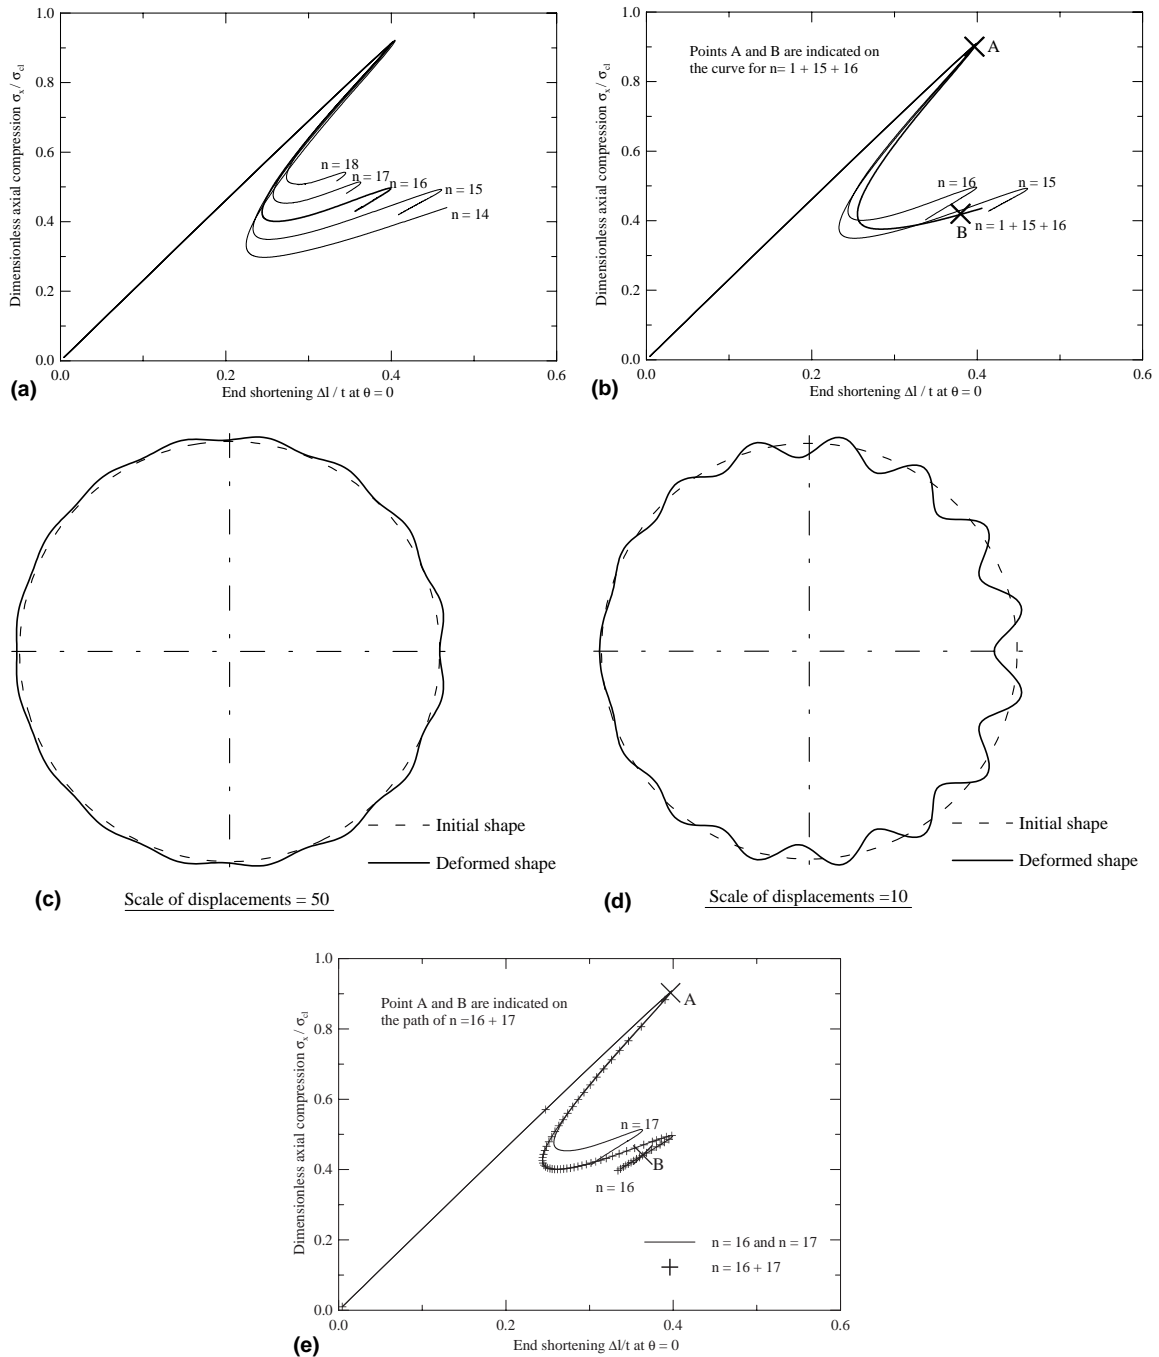 1.0
0.8
0.6
0.4
0.2
0.0
Dimensionless axial compression σx/ σcl
n = 18
n = 17
n = 16
n = 15
n = 14
0.0 0.2 0.4 0.6
(a)
End shortening Δl / t at θ = 0
1.0
0.8
0.6
0.4
0.2
0.0
Dimensionless axial compression σx/ σcl
Points A and B are indicated on
the curve for n= 1 + 15 + 16
A
n = 16
n = 15
n = 1 + 15 + 16
B
0.0 0.2 0.4 0.6
(b)
End shortening Δl / t at θ = 0
Initial shape
Deformed shape
(c)
Scale of displacements = 50
Initial shape
Deformed shape
(d)
Scale of displacements =10
1.0
0.8
0.6
0.4
0.2
0.0
Dimensionless axial compression σx/ σcl
Point A and B are indicated on
the path of n =16 + 17
A
n = 17
B
n = 16
n = 16 and n = 17
n = 16 + 17
0.0 0.2 0.4 0.6
(e)
End shortening Δl/t at θ = 0